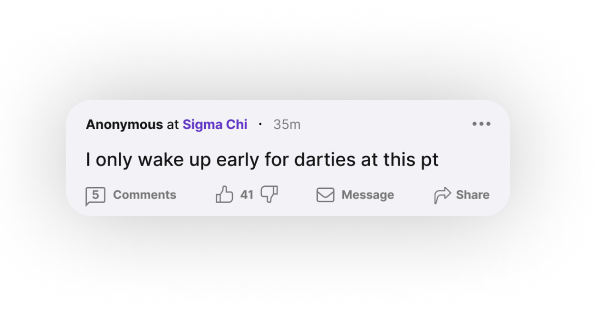 Anonymous at Sigma Chi · 35m
I only wake up early for darties at this pt
5 Comments 41 Message Share